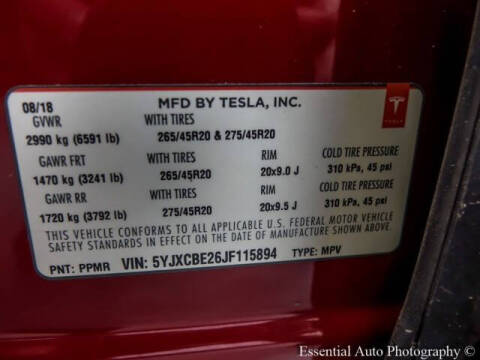 08/18 MFD BY TESLA, INC.
TESLA
GVWR WITH TIRES
2990 kg (6591 lb) 265/45R20 & 275/45R20
GAWR FRT WITH TIRES RIM COLD TIRE PRESSURE
1470 kg (3241 lb) 265/45R20 20x9.0 J 310 kPa, 45 psi
GAWR RR WITH TIRES RIM COLD TIRE PRESSURE
1720 kg (3792 lb) 275/45R20 20x9.5 J 310 kPa, 45 psi
THIS VEHICLE CONFORMS TO ALL APPLICABLE U.S. FEDERAL MOTOR VEHICLE
SAFETY STANDARDS IN EFFECT ON THE DATE OF MANUFACTURE SHOWN ABOVE.
PNT: PPMR VIN: 5YJXCBE26JF115894 TYPE: MPV
Essential Auto Photography ©